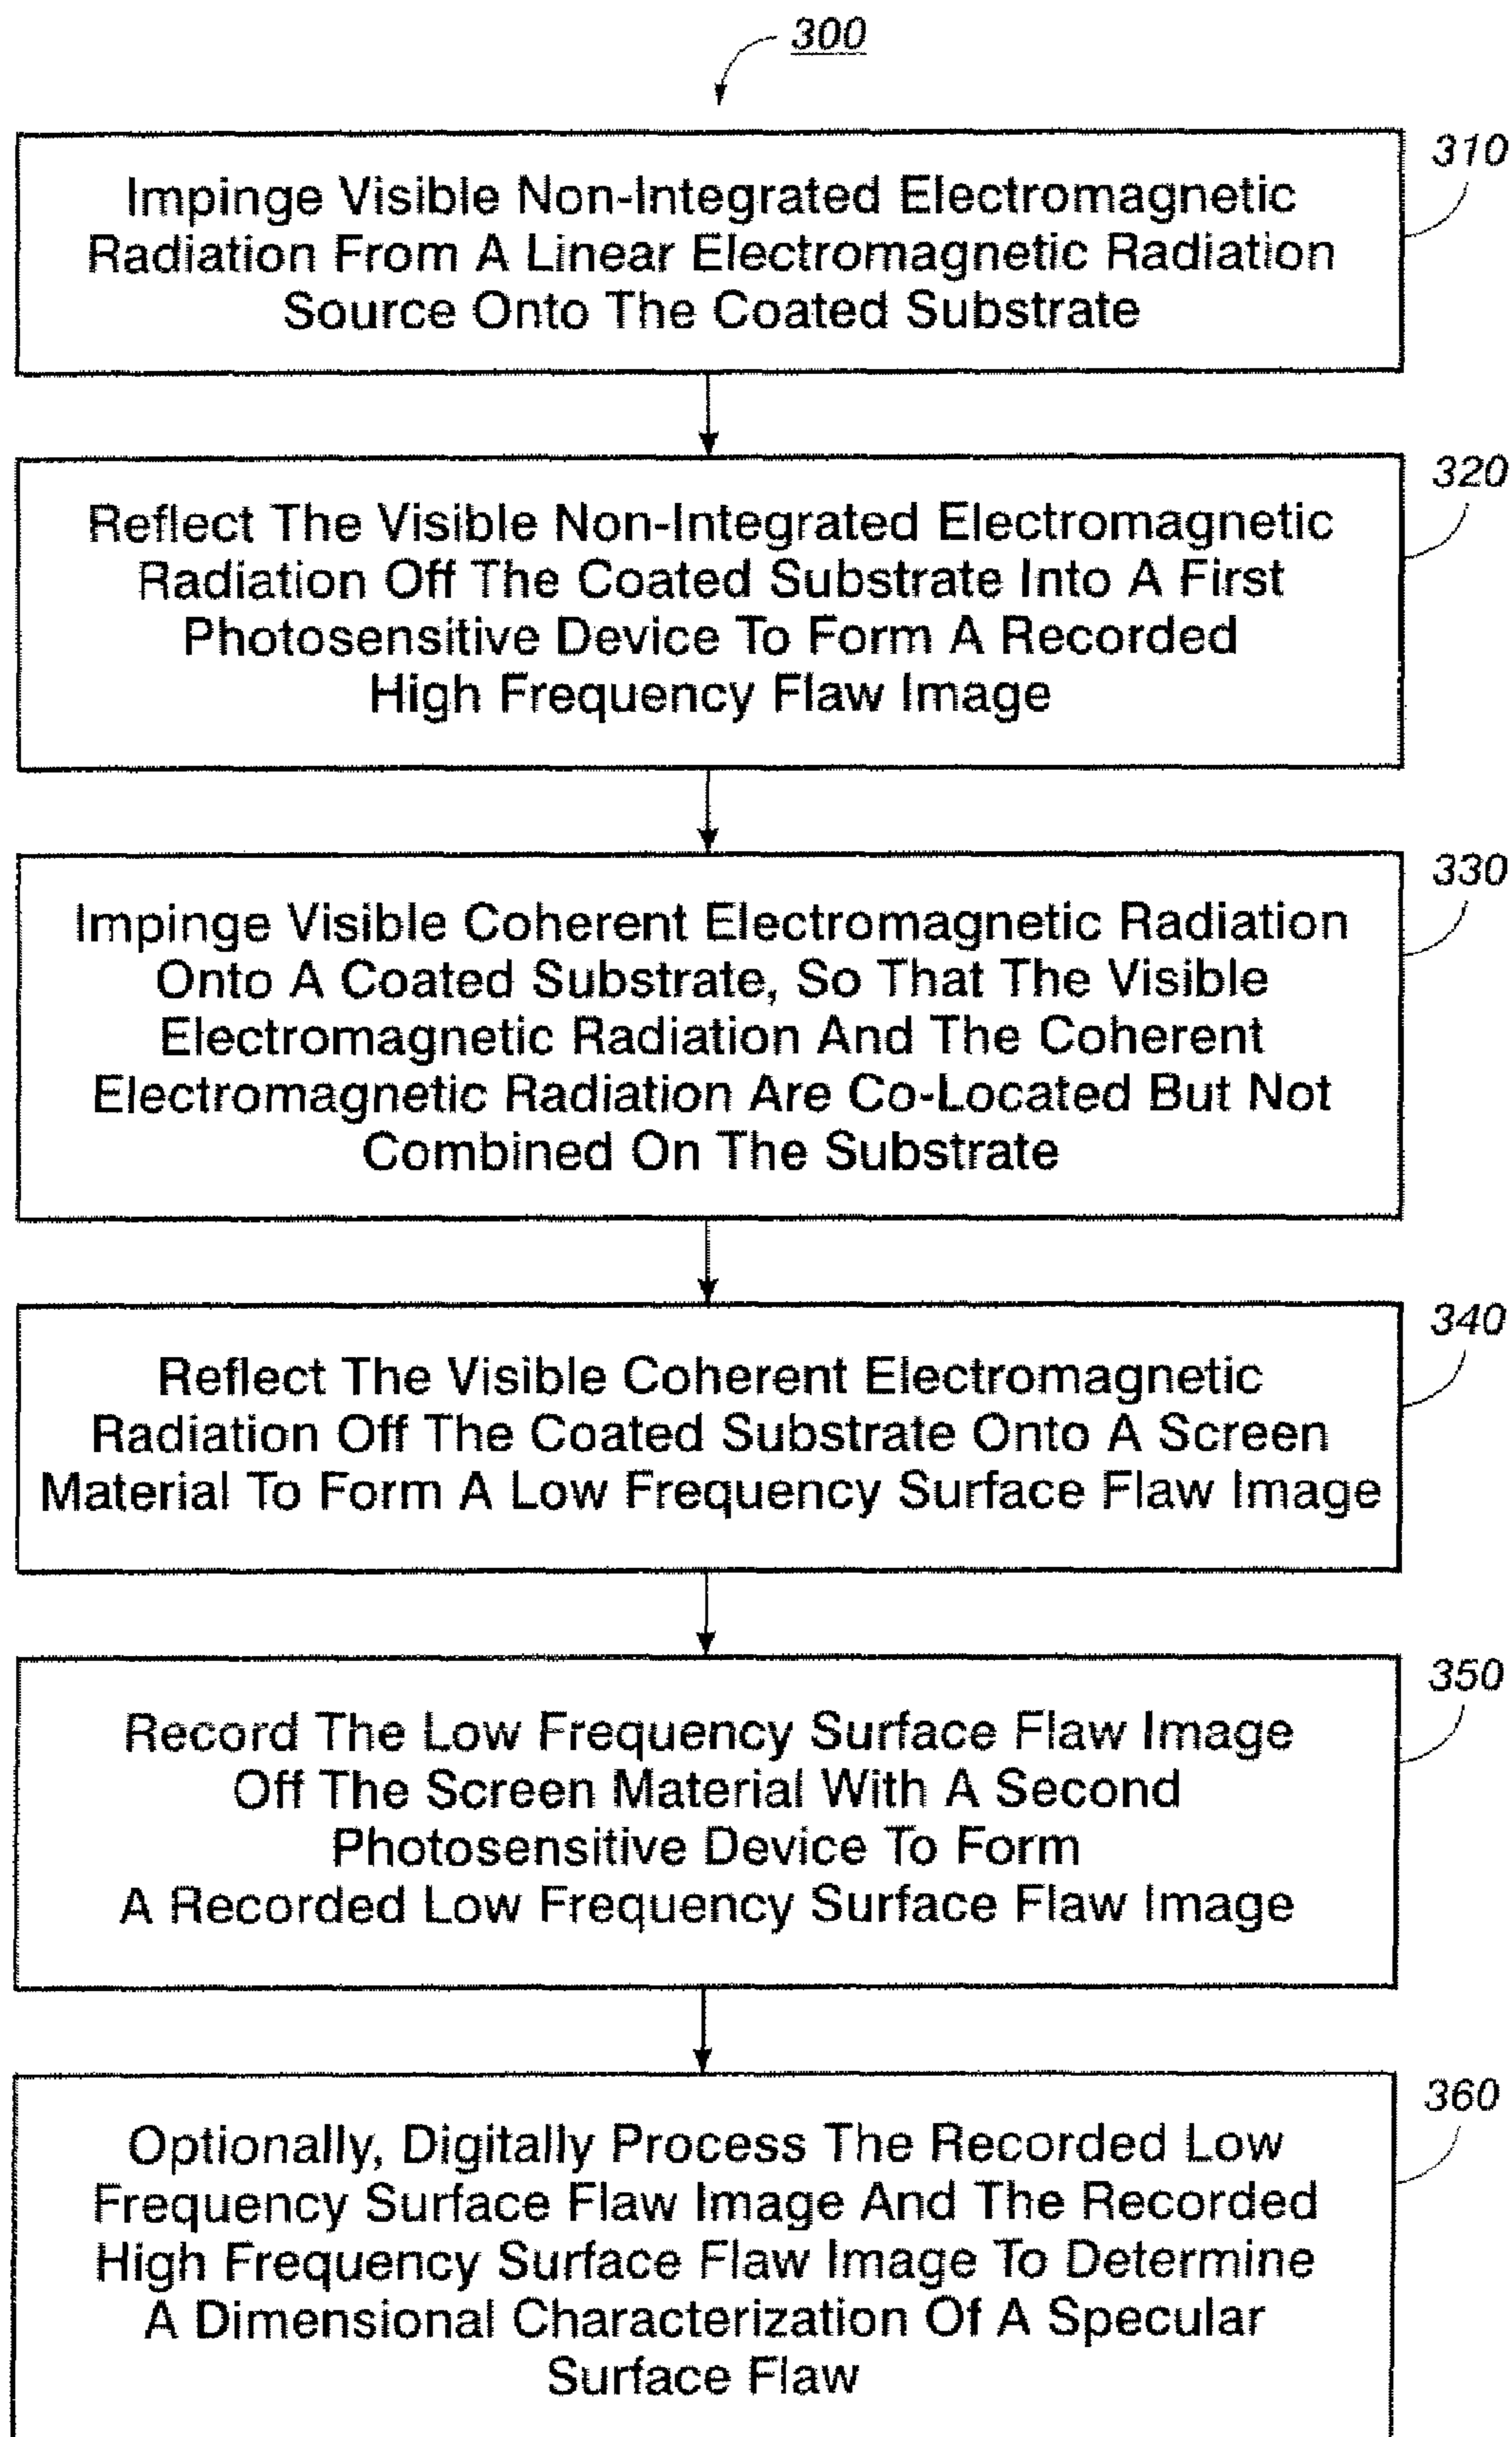 300
310
Impinge Visible Non-Integrated Electromagnetic
Radiation From A Linear Electromagnetic Radiation
Source Onto The Coated Substrate
320
Reflect The Visible Non-Integrated Electromagnetic
Radiation Off The Coated Substrate Into A First
Photosensitive Device To Form A Recorded
High Frequency Flaw Image
330
Impinge Visible Coherent Electromagnetic Radiation
Onto A Coated Substrate, So That The Visible
Electromagnetic Radiation And The Coherent
Electromagnetic Radiation Are Co-Located But Not
Combined On The Substrate
340
Reflect The Visible Coherent Electromagnetic
Radiation Off The Coated Substrate Onto A Screen
Material To Form A Low Frequency Surface Flaw Image
350
Record The Low Frequency Surface Flaw Image
Off The Screen Material With A Second
Photosensitive Device To Form
A Recorded Low Frequency Surface Flaw Image
360
Optionally, Digitally Process The Recorded Low
Frequency Surface Flaw Image And The Recorded
High Frequency Surface Flaw Image To Determine
A Dimensional Characterization Of A Specular
Surface Flaw